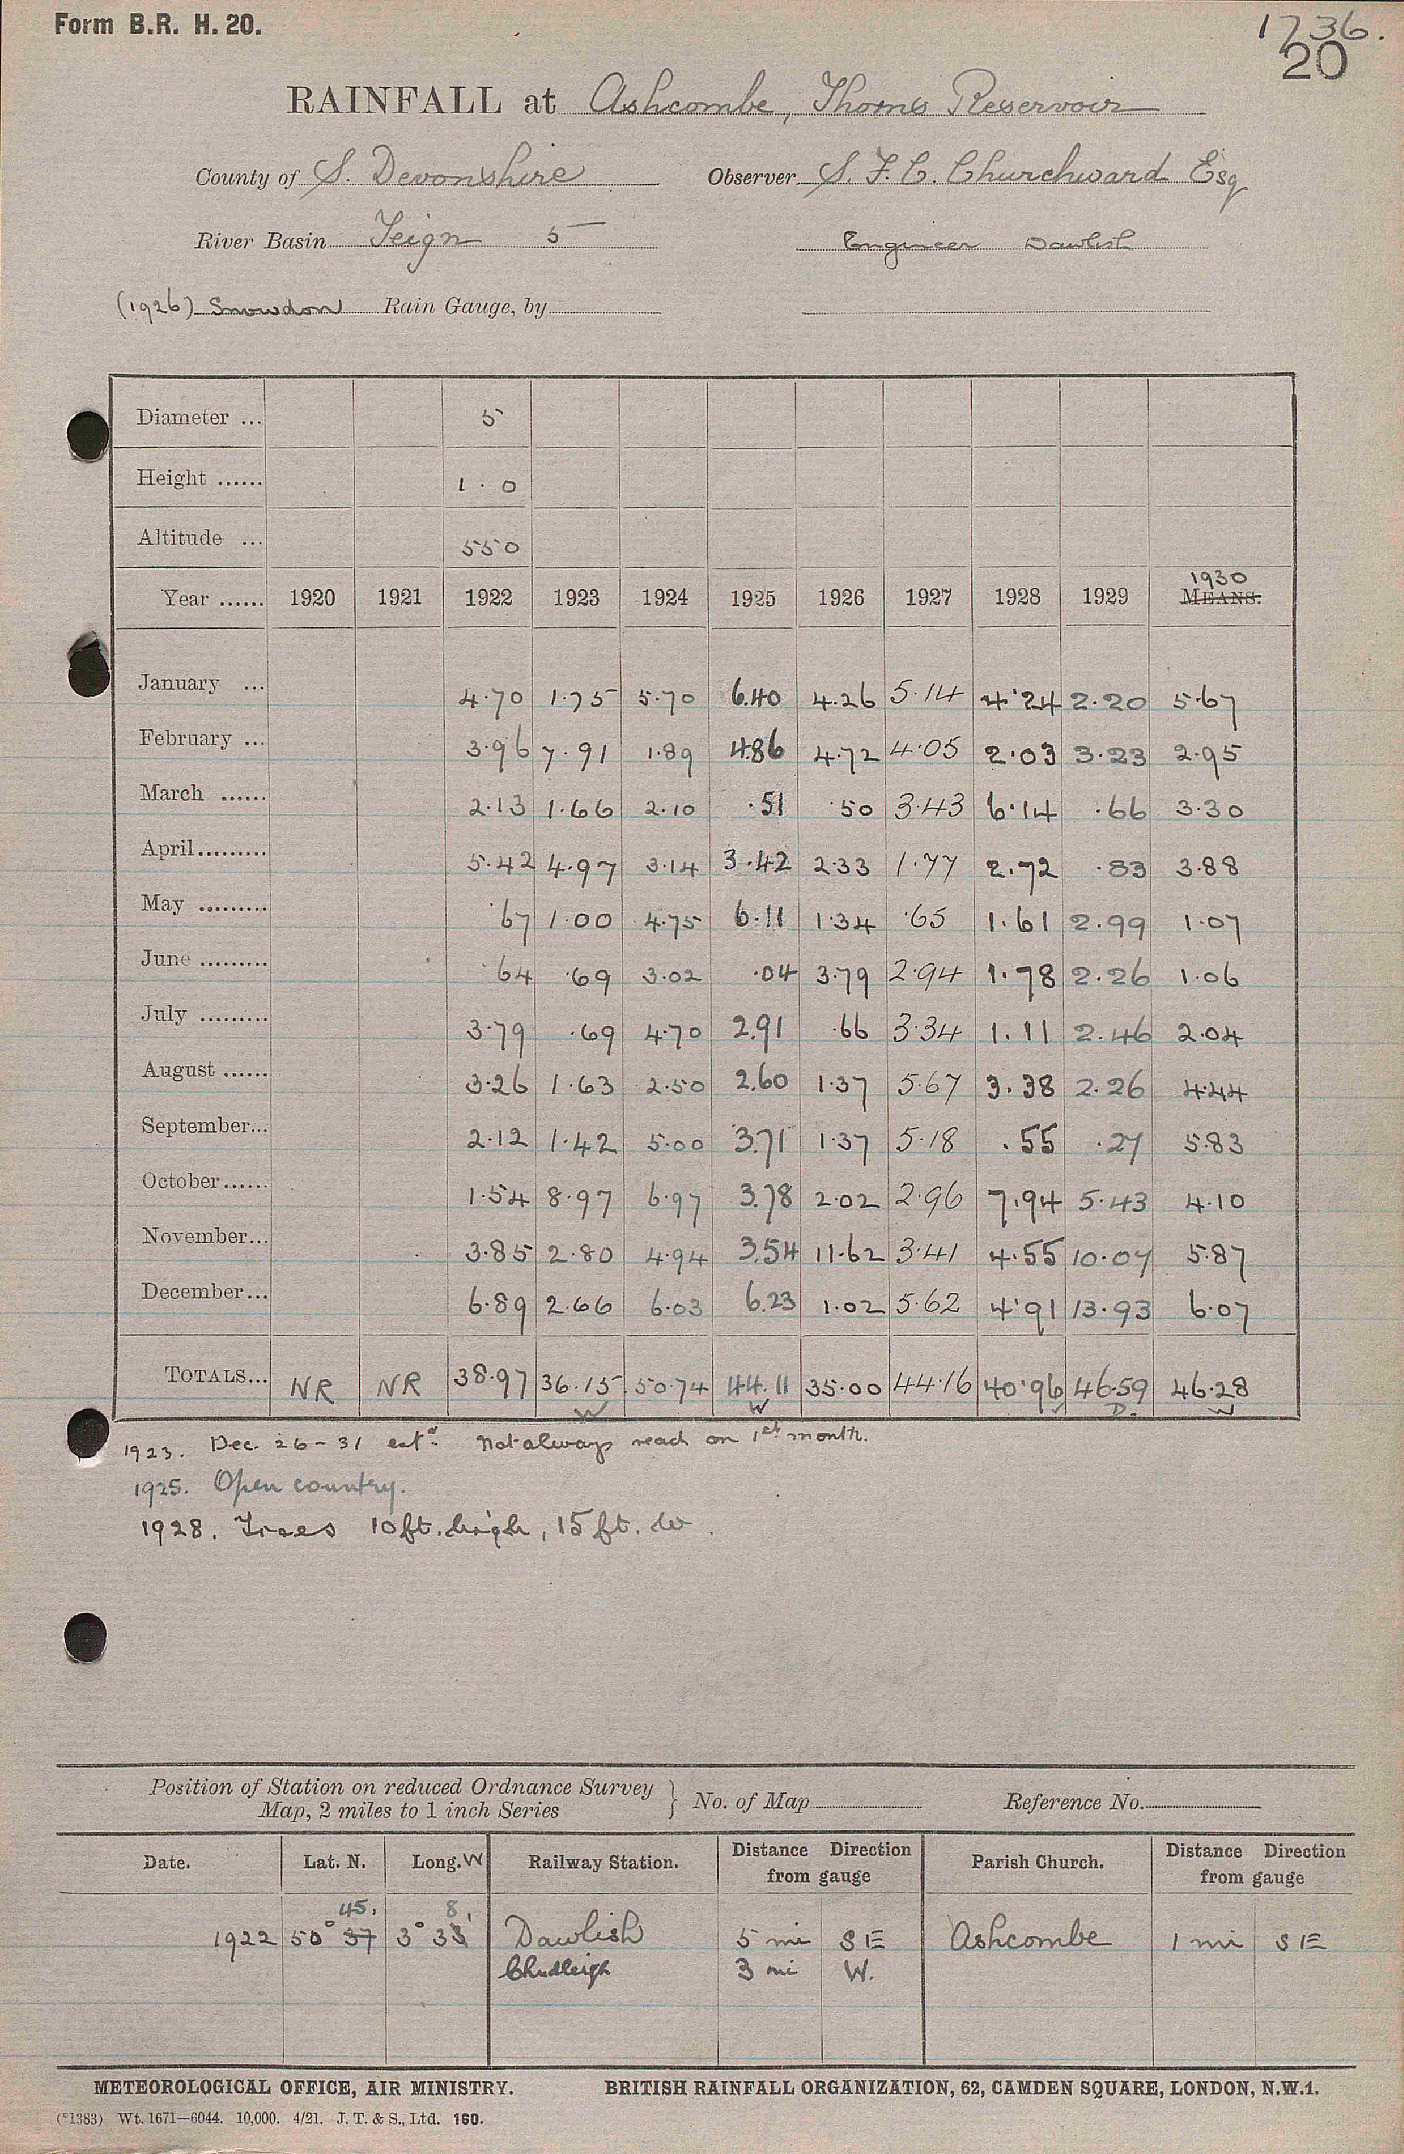 Form B.R. H. 20.
1736.
20
RAINFALL at Ashcombe, Thorns Reservoir
County of S. Devonshire Observer S. F. C. Churchward Esq
River Basin Teign 5 Engineer Dawlish
(1926) Snowdon Rain Gauge, by
Diameter ... 5
Height ...... 1 . 0
Altitude ... 550
1930
Year ...... 1920 1921 1922 1923 1924 1925 1926 1927 1928 1929 MEANS.
January ... 4.70 1.75 5.70 6.40 4.26 5.14 4.24 2.20 5.67
February ... 3.96 7.91 1.89 4.86 4.72 4.05 2.03 3.23 2.95
March ...... 2.13 1.66 2.10 .51 .50 3.43 6.14 .66 3.30
April......... 5.42 4.97 3.14 3.42 2.33 1.77 2.72 .83 3.88
May ......... .67 1.00 4.75 6.11 1.34 .65 1.61 2.99 1.07
June ......... .64 .69 3.02 .04 3.79 2.94 1.78 2.26 1.06
July ......... 3.79 .69 4.70 2.91 .66 3.34 1.11 2.46 2.04
August ...... 3.26 1.63 2.50 2.60 1.37 5.67 3.38 2.26 4.44
September... 2.12 1.42 5.00 3.71 1.37 5.18 .55 .27 5.83
October...... 1.54 8.97 6.97 3.78 2.02 2.96 7.94 5.43 4.10
November... 3.85 2.80 4.94 3.54 11.62 3.41 4.55 10.07 5.87
December... 6.89 2.66 6.03 6.23 1.02 5.62 4.91 13.93 6.07
TOTALS... NR NR 38.97 36.15 50.74 44.11 35.00 44.16 40.96 46.59 46.28
W W D. W
1923. Dec. 26-31 estd. Not always read on 1st month.
1925. Open country.
1928. Trees 10ft. high, 15 ft. W.
Position of Station on reduced Ordnance Survey Map, 2 miles to 1 inch Series } No. of Map Reference No.
Date. Lat. N. Long. W Railway Station. Distance Direction from gauge Parish Church. Distance Direction from gauge
45. 8.
1922 50° 37 3° 33 Dawlish 5 mi SE Ashcombe 1 mi SE
Chudleigh 3 mi W.
METEOROLOGICAL OFFICE, AIR MINISTRY. BRITISH RAINFALL ORGANIZATION, 62, CAMDEN SQUARE, LONDON, N.W.1.
(*1383) Wt. 1671—6044. 10,000. 4/21. J. T. & S., Ltd. 160.